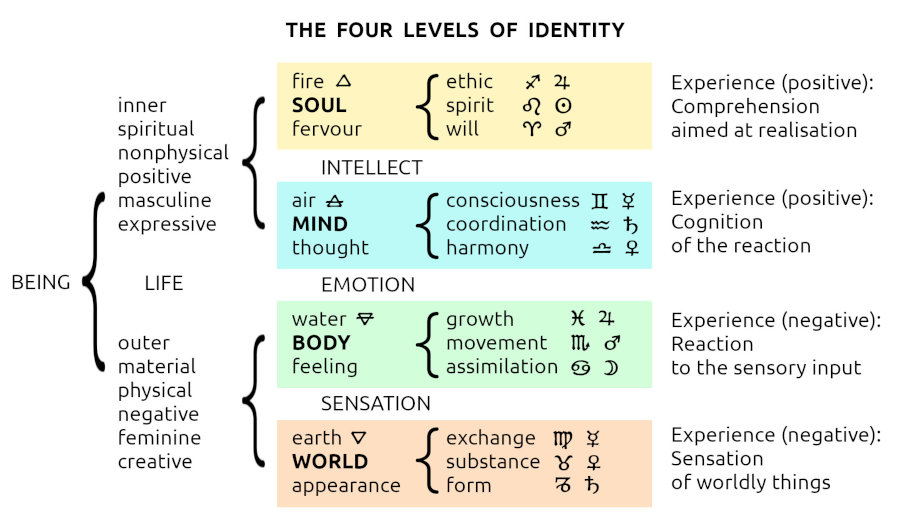 THE FOUR LEVELS OF IDENTITY
BEING
inner
spiritual
nonphysical
positive
masculine
expressive
LIFE
outer
material
physical
negative
feminine
creative
fire 🜂
SOUL
fervour
ethic ♐ ♃
spirit ♌ ☉
will ♈ ♂
Experience (positive):
Comprehension
aimed at realisation
INTELLECT
air 🜁
MIND
thought
consciousness ♊ ☿
coordination ♒ ♄
harmony ♎ ♀
Experience (positive):
Cognition
of the reaction
EMOTION
water 🜄
BODY
feeling
growth ♓ ♃
movement ♏ ♂
assimilation ♋ ☽
Experience (negative):
Reaction
to the sensory input
SENSATION
earth ▽
WORLD
appearance
exchange ♍ ☿
substance ♉ ♀
form ♑ ♄
Experience (negative):
Sensation
of worldly things